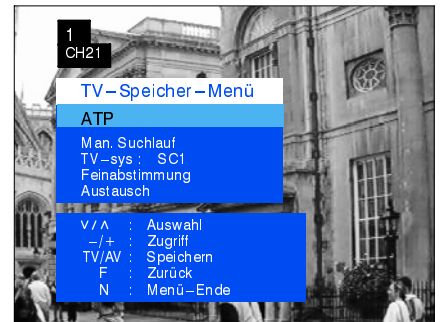 1
CH21
TV–Speicher–Menü
ATP
Man. Suchlauf
TV–sys : SC1
Feinabstimmung
Austausch
∨/∧ : Auswahl
–/+ : Zugriff
TV/AV : Speichern
F : Zurück
N : Menü–Ende